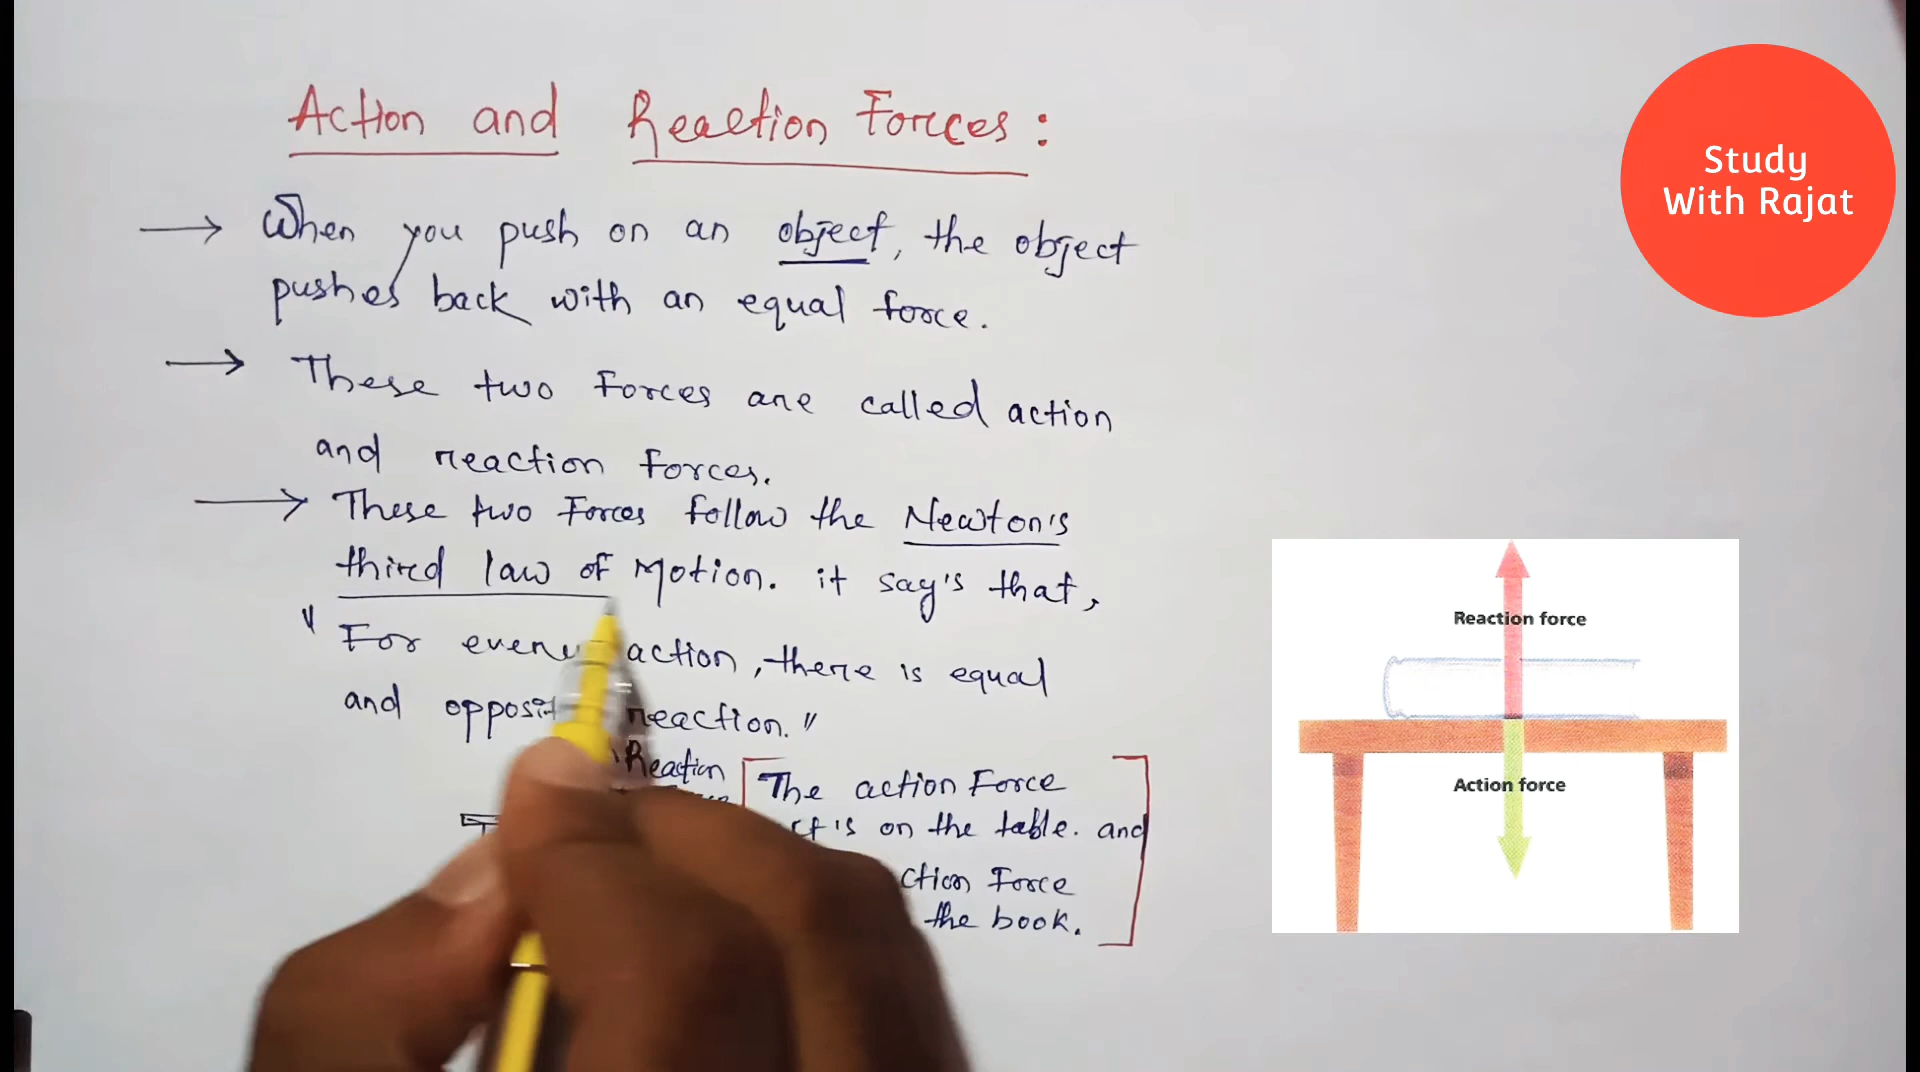 Action and Reaction Forces:
When you push on an object, the object
pushes back with an equal force.
These two Forces are called action
and reaction forces.
These two Forces follow the Newton's
third law of Motion. it say's that,
" For every action, there is equal
and opposite reaction."
Reaction
The action Force
on the table. and
Force
the book.
Study
With Rajat
Reaction force
Action force